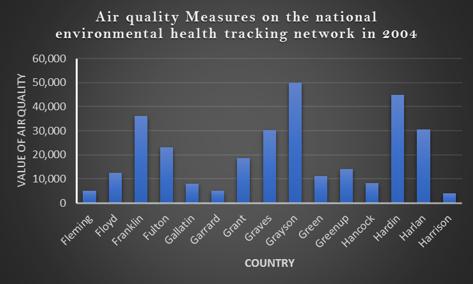 Air quality Measures on the national
environmental health tracking network in 2004
VALUE OF AIR QUALITY
60,000
50,000
40,000
30,000
20,000
10,000
0
Fleming
Floyd
Franklin
Fulton
Gallatin
Garrard
Grant
Graves
Grayson
Green
Greenup
Hancock
Hardin
Harlan
Harrison
COUNTRY